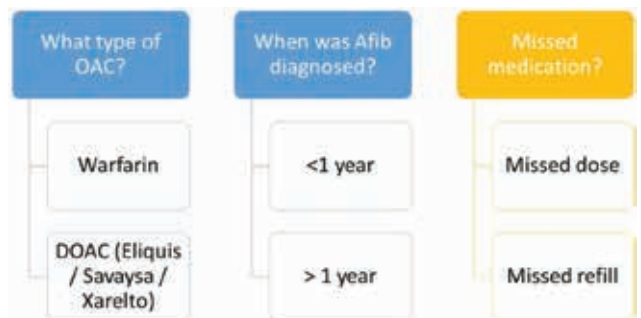 What type of
OAC?
When was Afib
diagnosed?
Missed
medication?
Warfarin
<1 year
Missed dose
DOAC (Eliquis
/ Savaysa /
Xarelto)
> 1 year
Missed refill